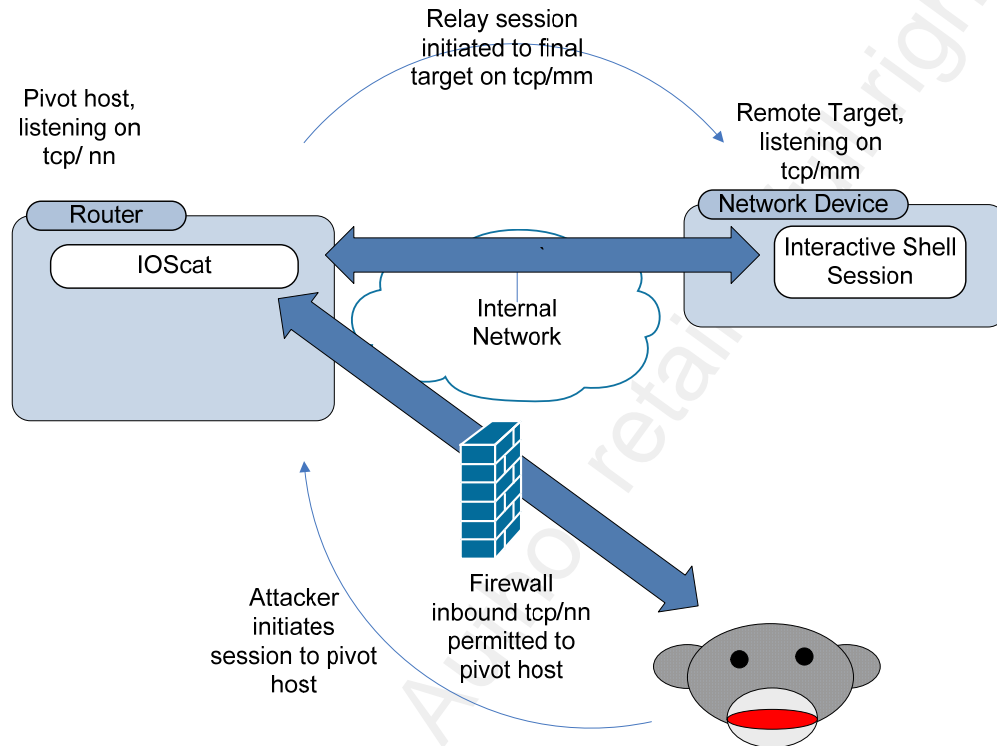 Relay session
initiated to final
target on tcp/mm
Pivot host,
listening on
tcp/ nn
Remote Target,
listening on
tcp/mm
Router
IOScat
Network Device
Interactive Shell
Session
Internal
Network
Attacker
initiates
session to pivot
host
Firewall
inbound tcp/nn
permitted to
pivot host
Author retain